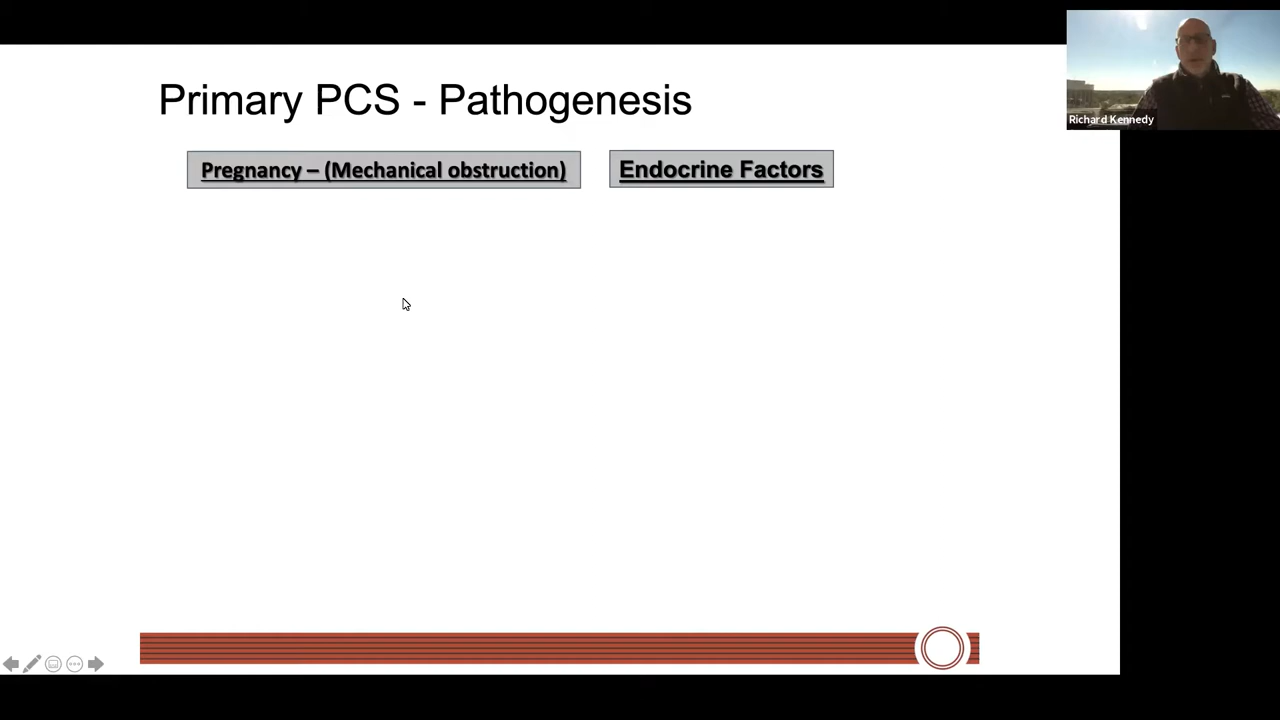 Primary PCS - Pathogenesis
Pregnancy – (Mechanical obstruction)
Endocrine Factors
Richard Kennedy